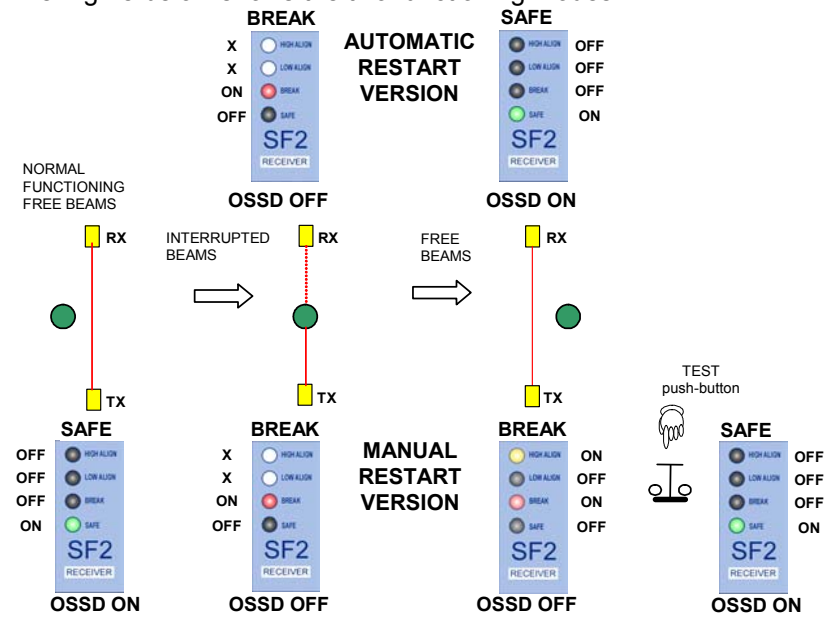 BREAK
SAFE
X
HIGH ALIGN
X
LOW ALIGN
ON
BREAK
OFF
SAFE
SF2
RECEIVER
OSSD OFF
AUTOMATIC
RESTART
VERSION
HIGH ALIGN
OFF
LOW ALIGN
OFF
BREAK
OFF
SAFE
ON
SF2
RECEIVER
OSSD ON
NORMAL
FUNCTIONING
FREE BEAMS
RX
INTERRUPTED
BEAMS
RX
FREE
BEAMS
RX
TX
TX
TX
TEST
push-button
SAFE
OFF
HIGH ALIGN
OFF
LOW ALIGN
OFF
BREAK
ON
SAFE
SF2
RECEIVER
OSSD ON
BREAK
X
HIGH ALIGN
X
LOW ALIGN
ON
BREAK
OFF
SAFE
SF2
RECEIVER
OSSD OFF
MANUAL
RESTART
VERSION
BREAK
HIGH ALIGN
ON
LOW ALIGN
OFF
BREAK
ON
SAFE
OFF
SF2
RECEIVER
OSSD OFF
SAFE
HIGH ALIGN
OFF
LOW ALIGN
OFF
BREAK
OFF
SAFE
ON
SF2
RECEIVER
OSSD ON